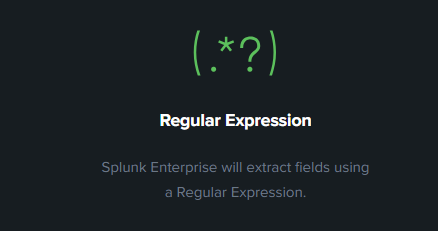 (.*?)
Regular Expression
Splunk Enterprise will extract fields using
a Regular Expression.